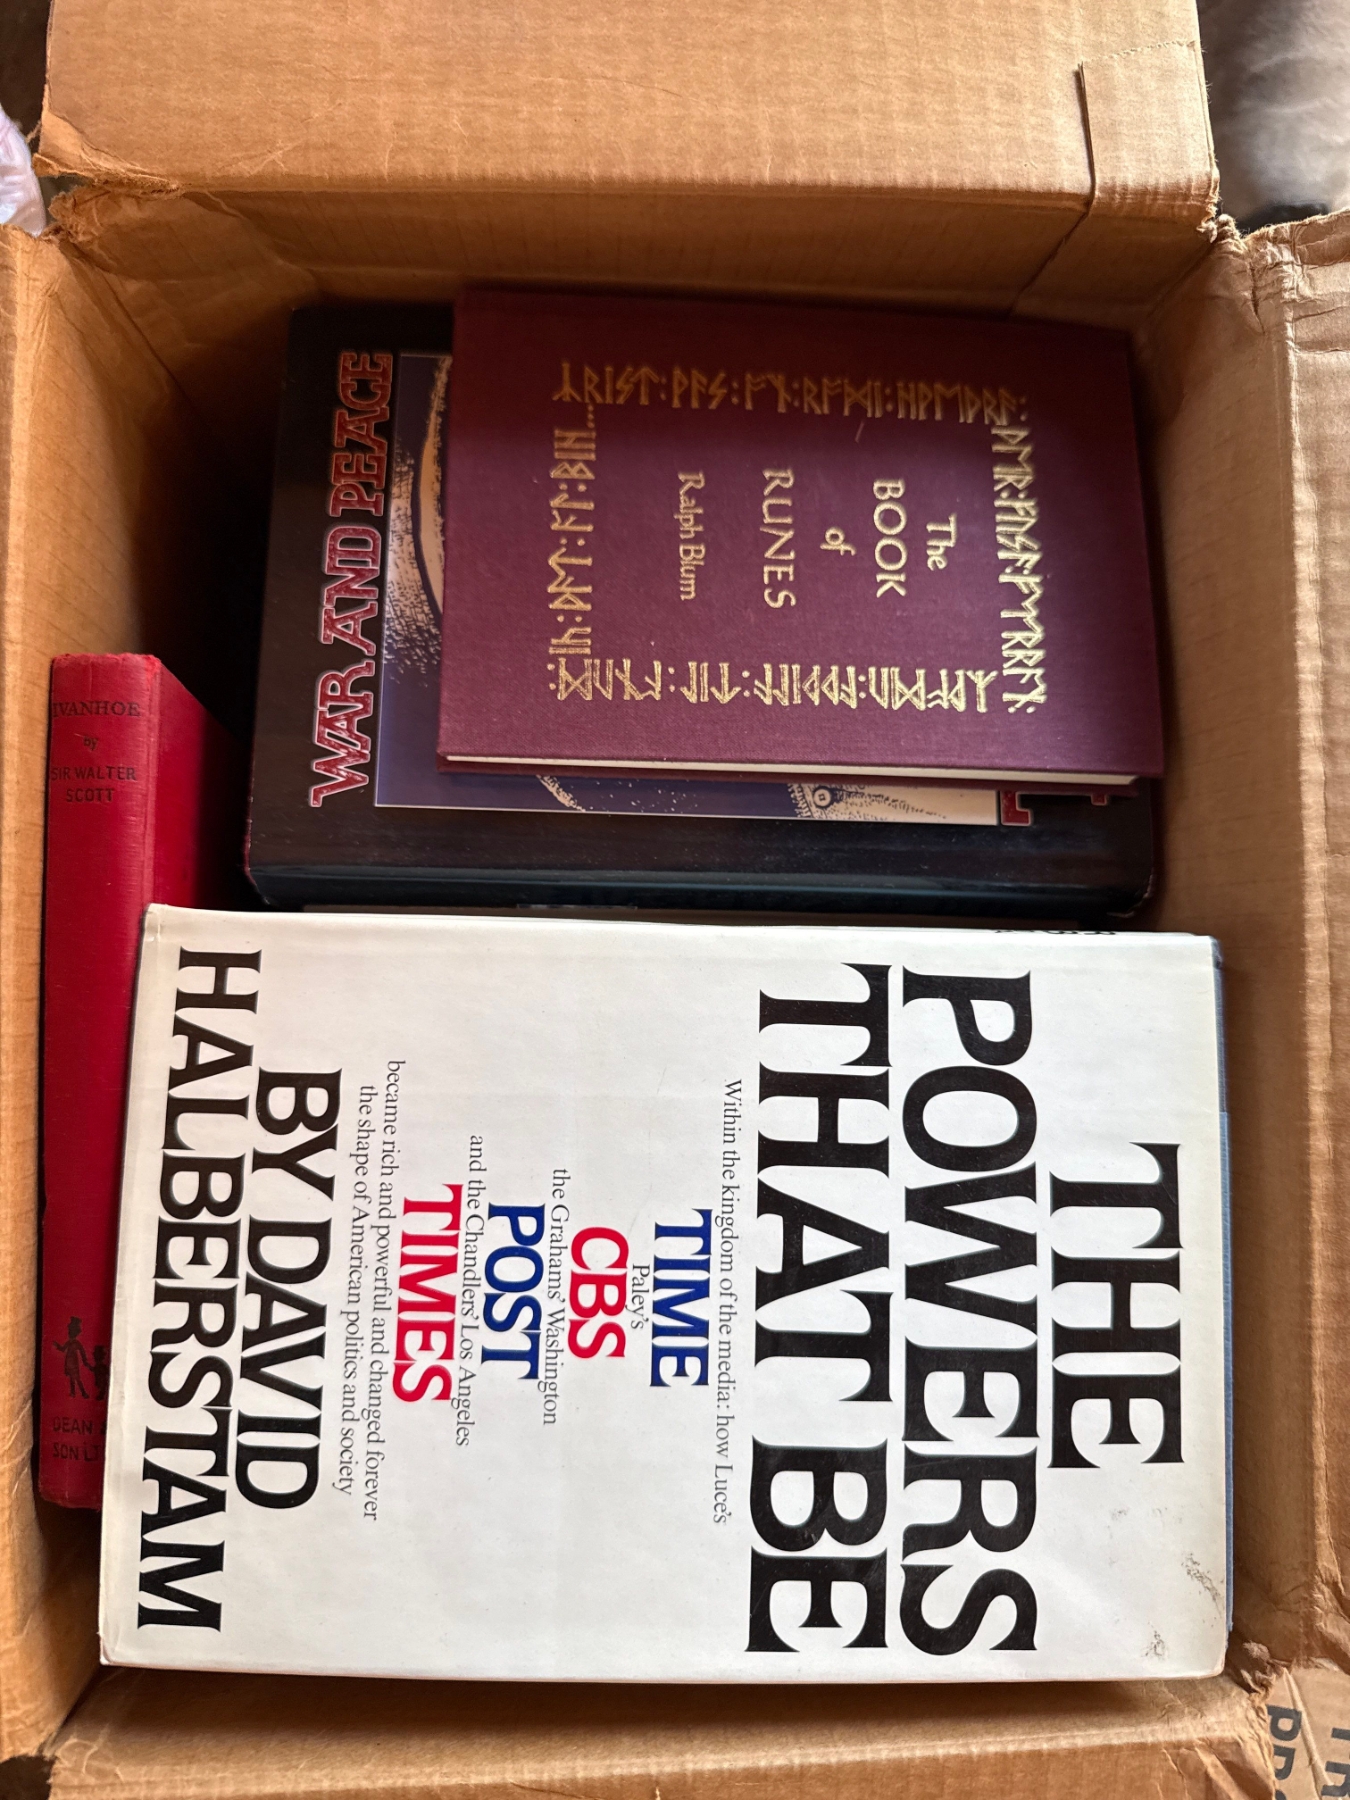 The
BOOK
of
RUNES
Ralph Blum
WAR AND PEACE
IVANHOE
by
SIR WALTER
SCOTT
DEAN
SON
THE
POWERS
THAT BE
Within the kingdom of the media: how Luce's
TIME
Paley's
CBS
the Grahams' Washington
POST
and the Chandlers' Los Angeles
TIMES
became rich and powerful and changed forever
the shape of American politics and society
BY DAVID
HALBERSTAM